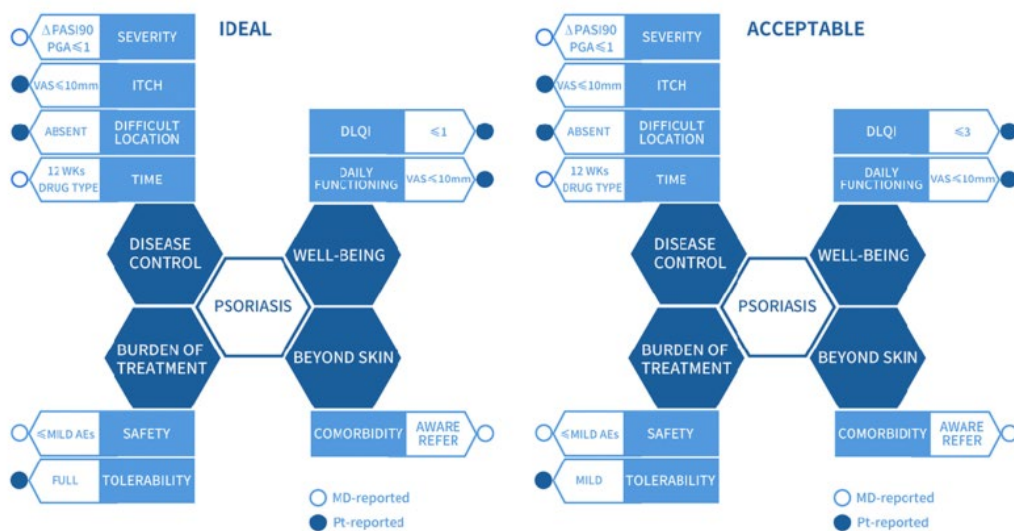 IDEAL
ΔPASI90
PGA≤1
SEVERITY
VAS≤10mm
ITCH
ABSENT
DIFFICULT
LOCATION
12 WKs
DRUG TYPE
TIME
DLQI
≤1
DAILY
FUNCTIONING
VAS≤10mm
DISEASE
CONTROL
WELL-BEING
PSORIASIS
BURDEN OF
TREATMENT
BEYOND SKIN
≤MILD AEs
SAFETY
FULL
TOLERABILITY
COMORBIDITY
AWARE
REFER
MD-reported
Pt-reported
ACCEPTABLE
ΔPASI90
PGA≤1
SEVERITY
VAS≤10mm
ITCH
ABSENT
DIFFICULT
LOCATION
12 WKs
DRUG TYPE
TIME
DLQI
≤3
DAILY
FUNCTIONING
VAS≤10mm
DISEASE
CONTROL
WELL-BEING
PSORIASIS
BURDEN OF
TREATMENT
BEYOND SKIN
≤MILD AEs
SAFETY
MILD
TOLERABILITY
COMORBIDITY
AWARE
REFER
MD-reported
Pt-reported